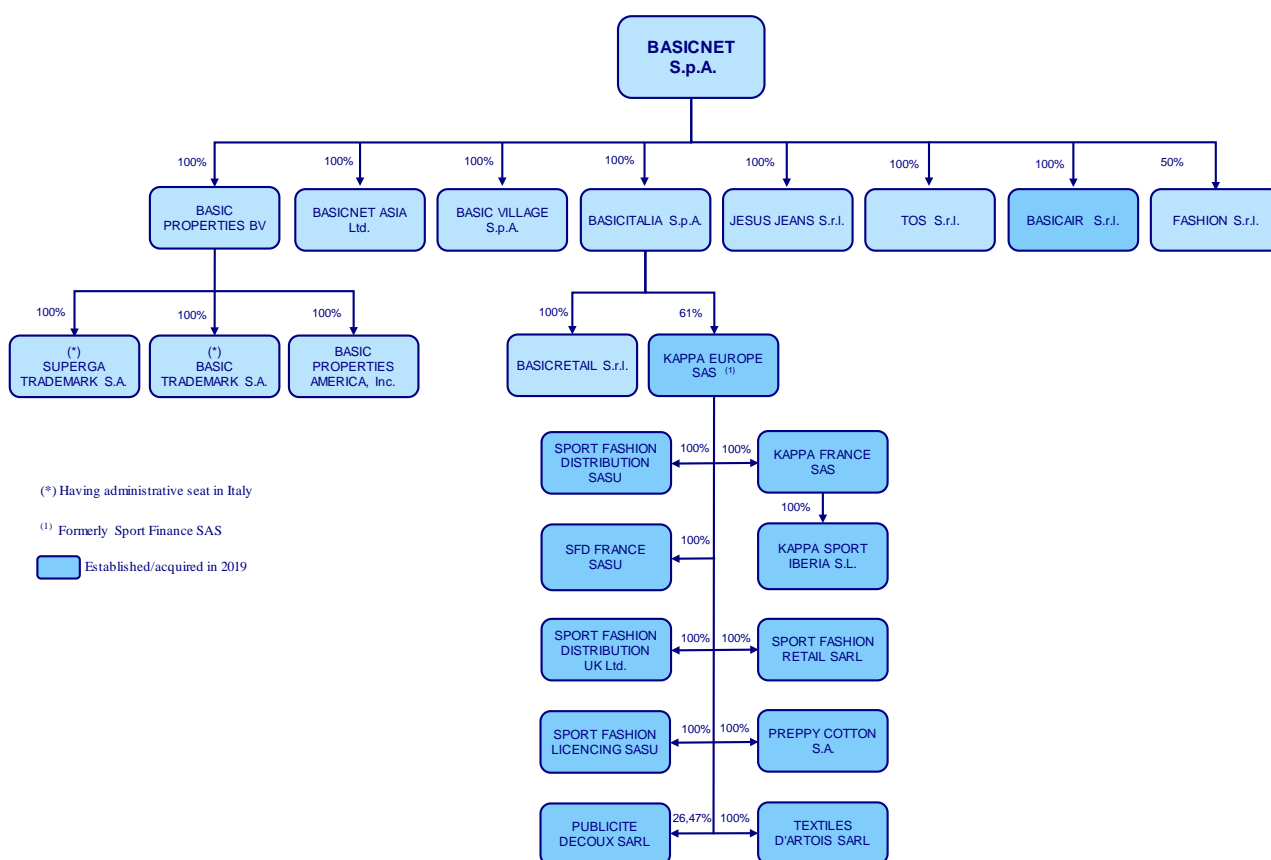 BASICNET
S.p.A.
100%
100%
100%
100%
100%
100%
100%
50%
BASIC
PROPERTIES BV
BASICNET ASIA
Ltd.
BASIC VILLAGE
S.p.A.
BASICITALIA S.p.A.
JESUS JEANS S.r.l.
TOS S.r.l.
BASICAIR S.r.l.
FASHION S.r.l.
100%
100%
100%
100%
61%
(*)
SUPERGA
TRADEMARK S.A.
(*)
BASIC
TRADEMARK S.A.
BASIC
PROPERTIES
AMERICA, Inc.
BASICRETAIL S.r.l.
KAPPA EUROPE
SAS (1)
SPORT FASHION
DISTRIBUTION
SASU
100%
100%
KAPPA FRANCE
SAS
(*) Having administrative seat in Italy
100%
(1) Formerly Sport Finance SAS
SFD FRANCE
SASU
100%
KAPPA SPORT
IBERIA S.L.
Established/acquired in 2019
SPORT FASHION
DISTRIBUTION
UK Ltd.
100%
100%
SPORT FASHION
RETAIL SARL
SPORT FASHION
LICENCING SASU
100%
100%
PREPPY COTTON
S.A.
PUBLICITE
DECOUX SARL
26,47%
100%
TEXTILES
D'ARTOIS SARL